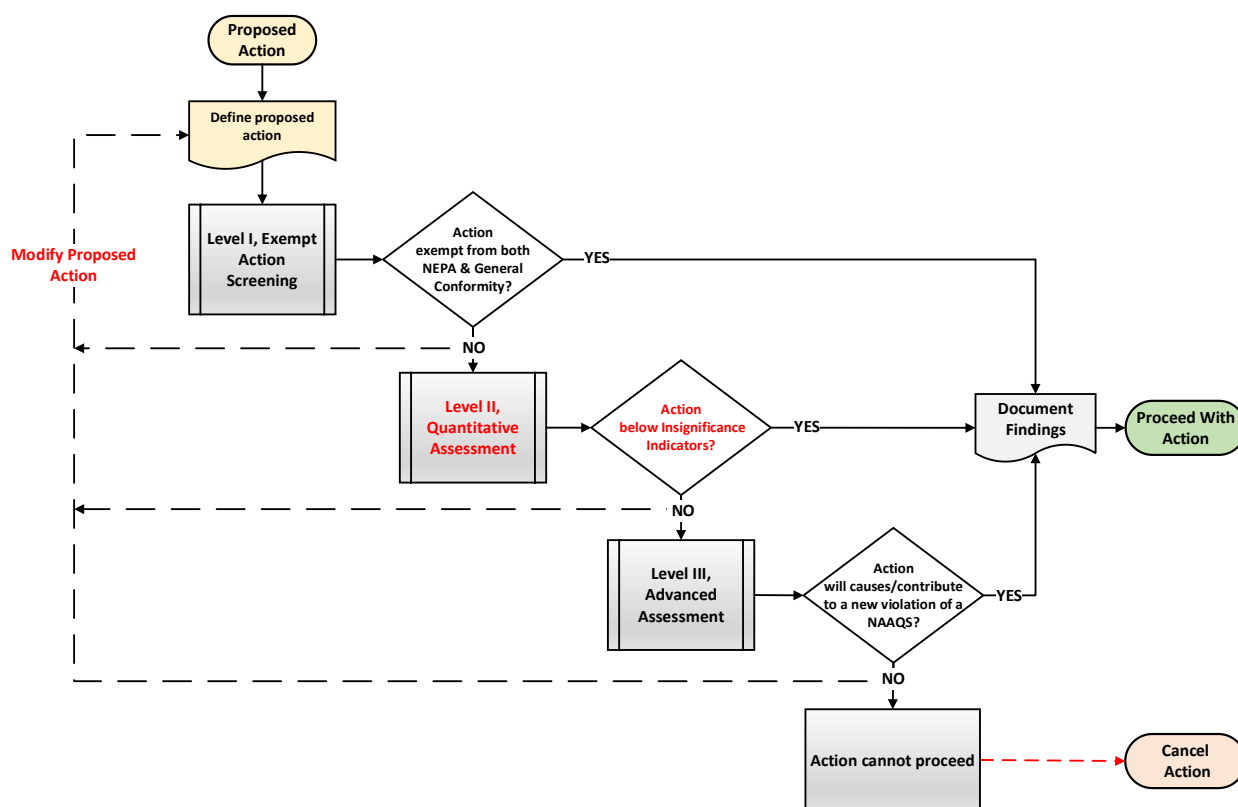 Proposed
Action
Define proposed
action
Level I, Exempt
Action
Screening
Action
exempt from both
NEPA & General
Conformity?
YES
Modify Proposed
Action
NO
Level II,
Quantitative
Assessment
Action
below Insignificance
Indicators?
YES
Document
Findings
Proceed With
Action
NO
Level III,
Advanced
Assessment
Action
will causes/contribute
to a new violation of a
NAAQS?
YES
NO
Action cannot proceed
Cancel
Action